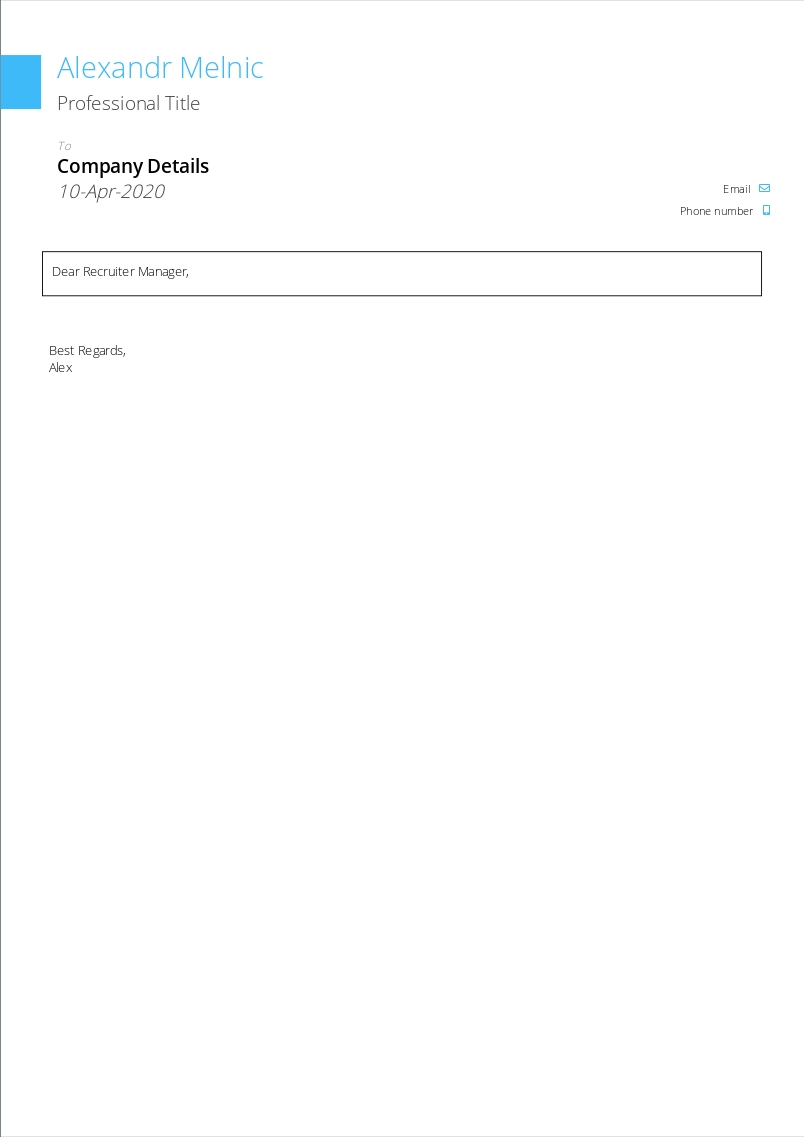 Alexandr Melnic
Professional Title
To
Company Details
10-Apr-2020
Email
Phone number
Dear Recruiter Manager,
Best Regards,
Alex